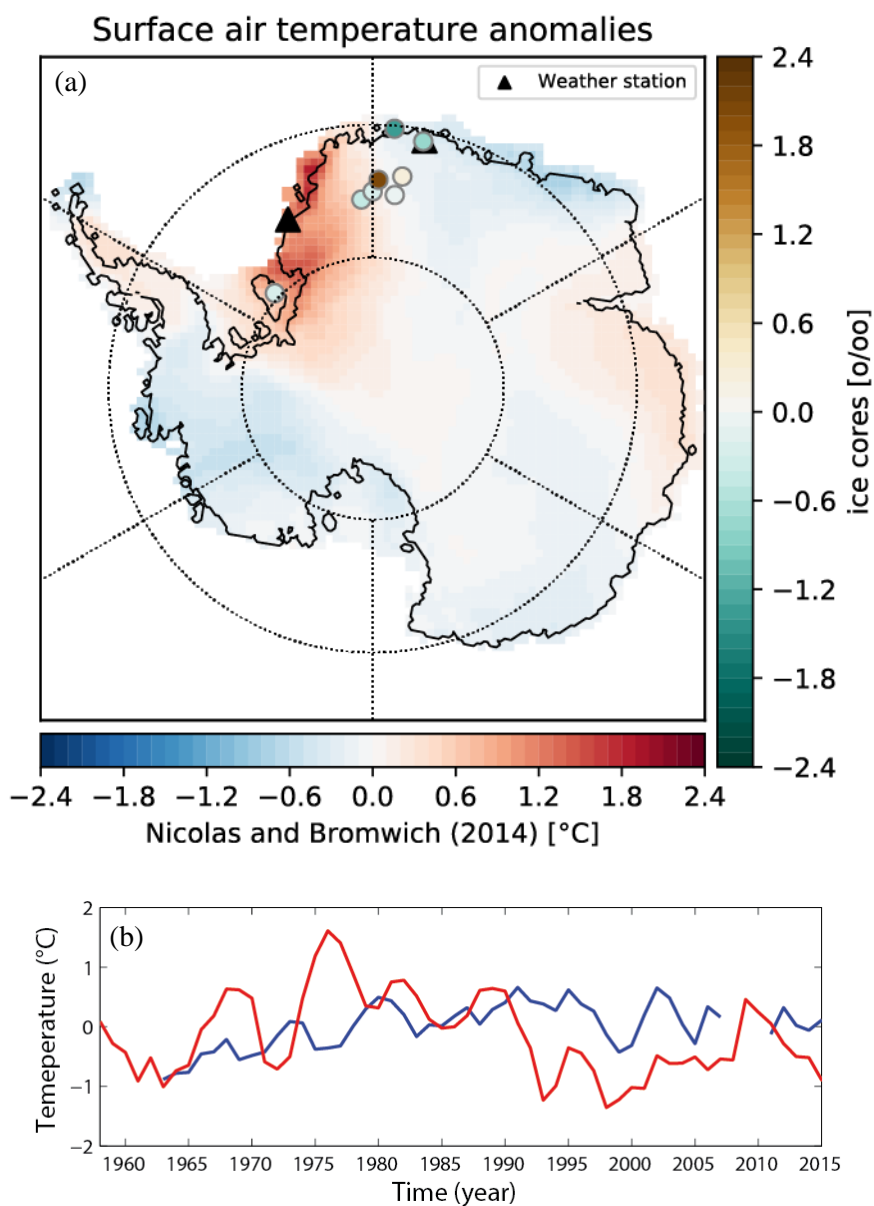 Surface air temperature anomalies
(a)
Weather station
2.4
1.8
1.2
0.6
0.0
−0.6
−1.2
−1.8
−2.4
ice cores [o/oo]
−2.4 −1.8 −1.2 −0.6 0.0 0.6 1.2 1.8 2.4
Nicolas and Bromwich (2014) [°C]
(b)
Temeperature (°C)
2
1
0
−1
−2
1960 1965 1970 1975 1980 1985 1990 1995 2000 2005 2010 2015
Time (year)